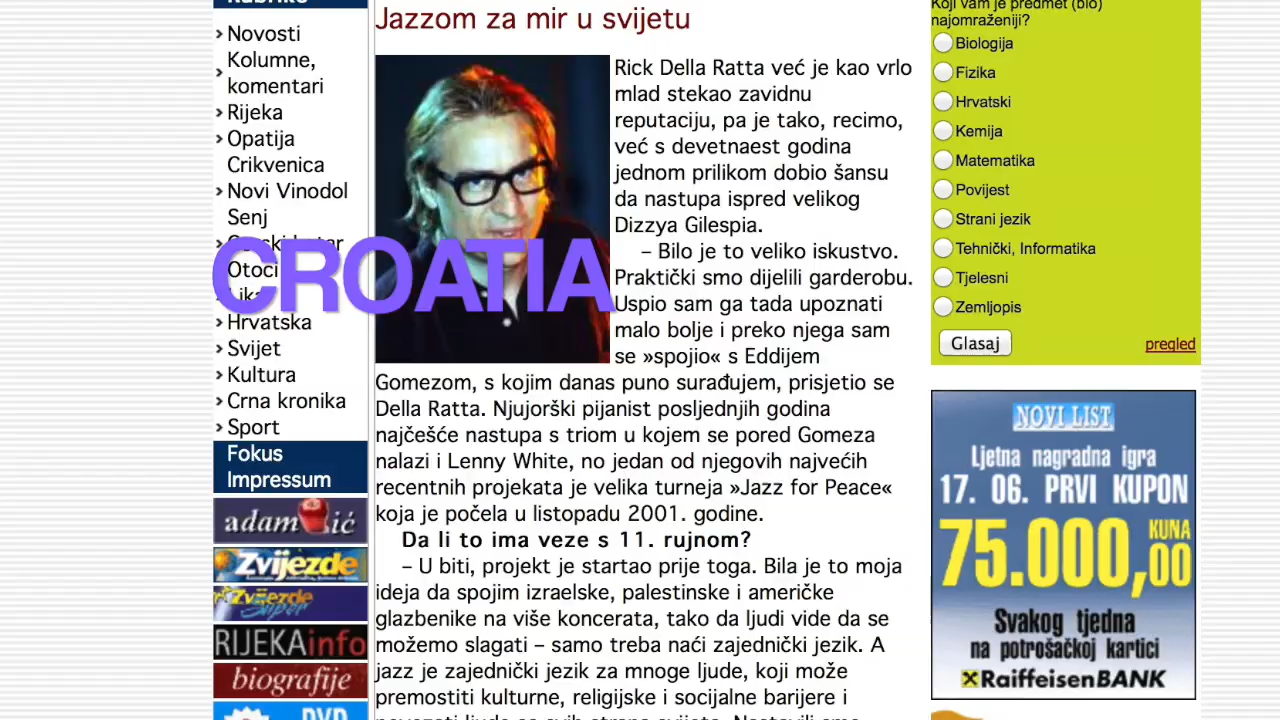 Rubrike
Novosti
Kolumne,
komentari
Rijeka
Opatija
Crikvenica
Novi Vinodol
Senj
Otoci
Hrvatska
Svijet
Kultura
Crna kronika
Sport
Fokus
Impressum
Zvijezde
Zvijezde
Super
RIJEKAinfo
biografije
DVD
CROATIA
Jazzom za mir u svijetu
Rick Della Ratta već je kao vrlo
mlad stekao zavidnu
reputaciju, pa je tako, recimo,
već s devetnaest godina
jednom prilikom dobio šansu
da nastupa ispred velikog
Dizzya Gilespia.
– Bilo je to veliko iskustvo.
Praktički smo dijelili garderobu.
Uspio sam ga tada upoznati
malo bolje i preko njega sam
se »spojio« s Eddijem
Gomezom, s kojim danas puno surađujem, prisjetio se
Della Ratta. Njujorški pijanist posljednjih godina
najčešće nastupa s triom u kojem se pored Gomeza
nalazi i Lenny White, no jedan od njegovih najvećih
recentnih projekata je velika turneja »Jazz for Peace«
koja je počela u listopadu 2001. godine.
Da li to ima veze s 11. rujnom?
– U biti, projekt je startao prije toga. Bila je to moja
ideja da spojim izraelske, palestinske i američke
glazbenike na više koncerata, tako da ljudi vide da se
možemo slagati – samo treba naći zajednički jezik. A
jazz je zajednički jezik za mnoge ljude, koji može
premostiti kulturne, religijske i socijalne barijere i
Koji vam je predmet (bio)
najomraženiji?
Biologija
Fizika
Hrvatski
Kemija
Matematika
Povijest
Strani jezik
Tehnički, Informatika
Tjelesni
Zemljopis
Glasaj
pregled
NOVI LIST
Ljetna nagradna igra
17. 06. PRVI KUPON
75.000,00 KUNA
Svakog tjedna
na potrošačkoj kartici
Raiffeisen BANK